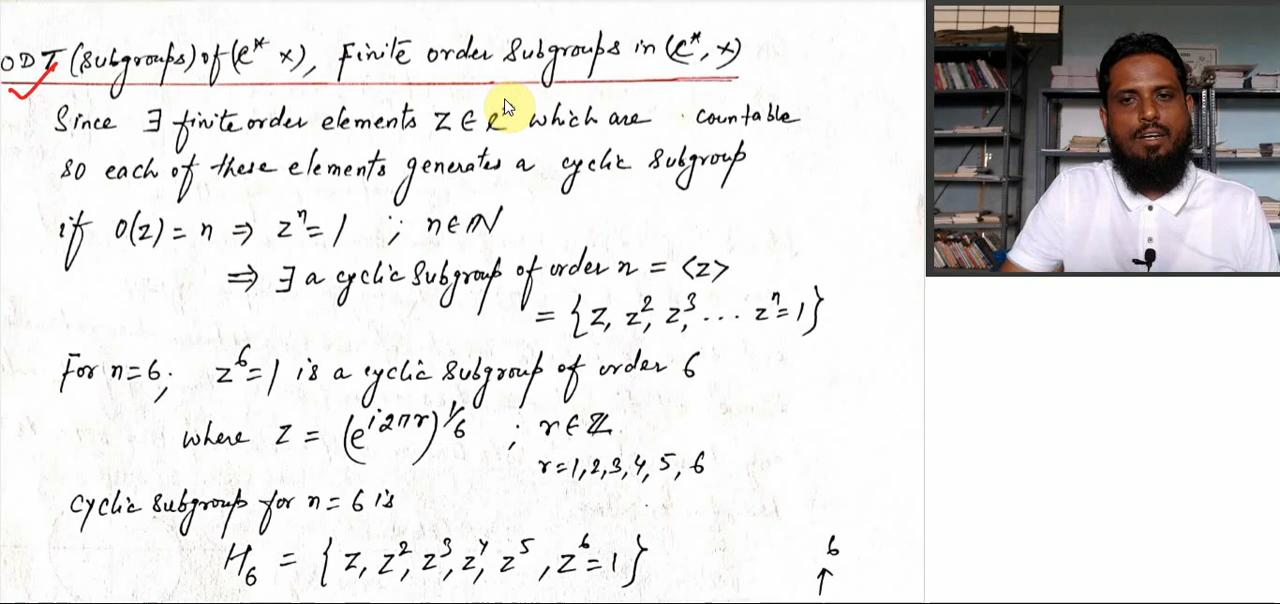 ODT (Subgroups) of (C* ×), Finite order Subgroups in (C*, ×)
Since ∃ finite order elements Z ∈ C* which are countable
so each of these elements generates a cyclic subgroup
if O(z) = n ⇒ zⁿ = 1 ; n ∈ ℕ
⇒ ∃ a cyclic Subgroup of order n = <z>
= {z, z², z³, ... zⁿ = 1}
For n = 6; z⁶ = 1 is a cyclic subgroup of order 6
where z = (e^{i2πr})^{1/6} ; r ∈ ℤ
r = 1, 2, 3, 4, 5, 6
Cyclic subgroup for n = 6 is
H₆ = {z, z², z³, z⁴, z⁵, z⁶ = 1}
6
↑